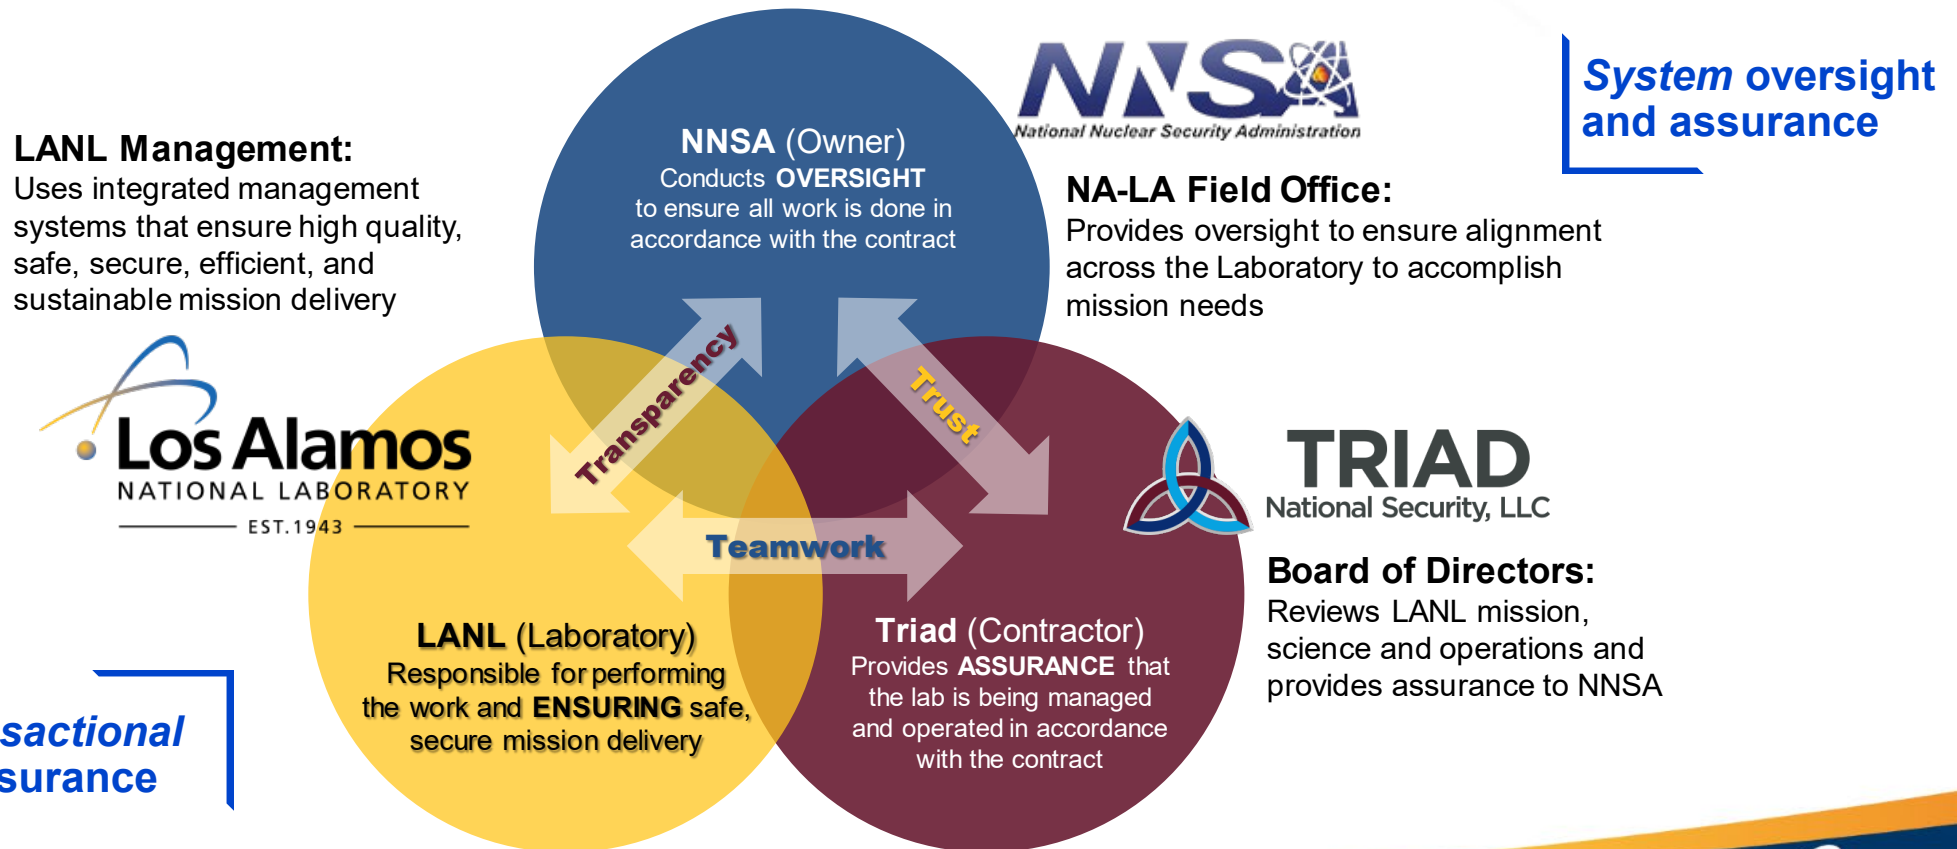 LANL Management:
Uses integrated management
systems that ensure high quality,
safe, secure, efficient, and
sustainable mission delivery
Los Alamos
NATIONAL LABORATORY
EST.1943
NNSA (Owner)
Conducts OVERSIGHT
to ensure all work is done in
accordance with the contract
NNSA
National Nuclear Security Administration
System oversight
and assurance
NA-LA Field Office:
Provides oversight to ensure alignment
across the Laboratory to accomplish
mission needs
Transparency
Trust
Teamwork
TRIAD
National Security, LLC
Board of Directors:
Reviews LANL mission,
science and operations and
provides assurance to NNSA
LANL (Laboratory)
Responsible for performing
the work and ENSURING safe,
secure mission delivery
Triad (Contractor)
Provides ASSURANCE that
the lab is being managed
and operated in accordance
with the contract
sactional
surance